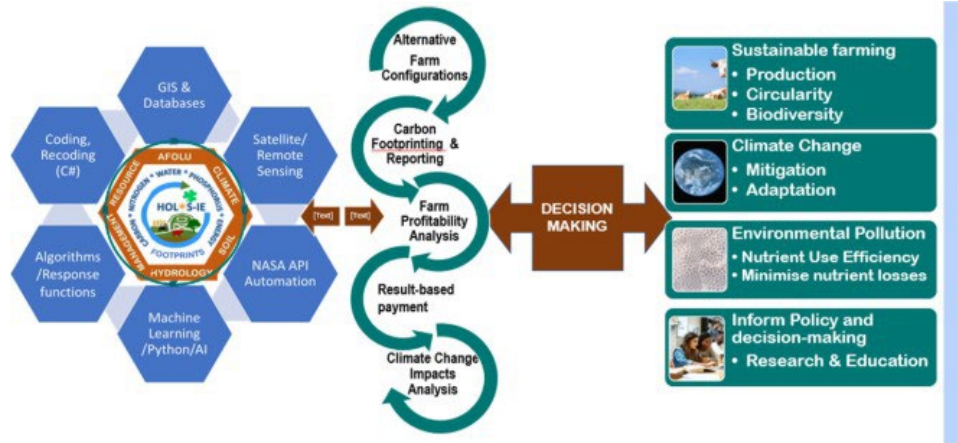 GIS &
Databases
Coding,
Recoding
(C#)
Satellite/
Remote
Sensing
Algorithms
/Response
functions
NASA API
Automation
Machine
Learning
/Python/AI
AFOLU
CLIMATE
SOIL
HYDROLOGY
MANAGEMENT
RESOURCE
CARBON • NITROGEN • WATER • PHOSPHORUS • ENERGY
FOOTPRINTS
HOLOS-IE
[Text]
[Text]
Alternative
Farm
Configurations
Carbon
Footprinting &
Reporting
Farm
Profitability
Analysis
Result-based
payment
Climate Change
Impacts
Analysis
DECISION
MAKING
Sustainable farming
• Production
• Circularity
• Biodiversity
Climate Change
• Mitigation
• Adaptation
Environmental Pollution
• Nutrient Use Efficiency
• Minimise nutrient losses
Inform Policy and
decision-making
• Research & Education